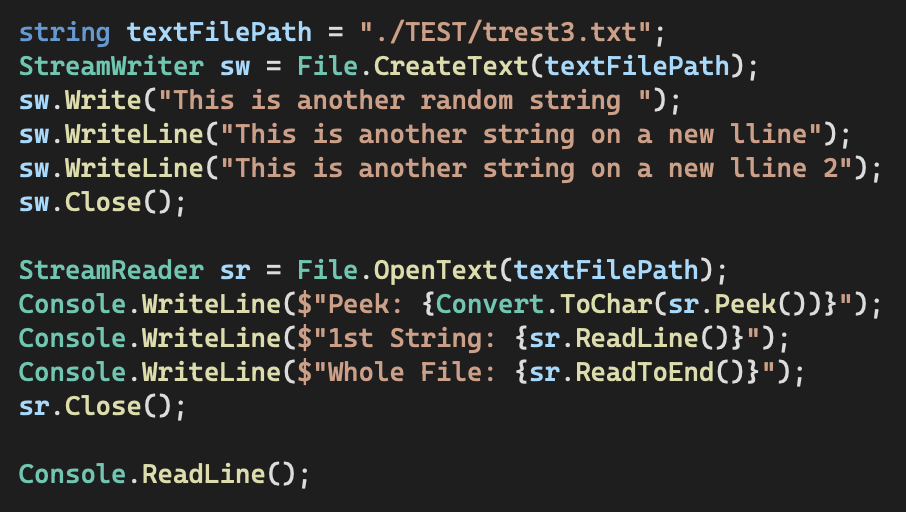 string textFilePath = "./TEST/trest3.txt";
StreamWriter sw = File.CreateText(textFilePath);
sw.Write("This is another random string ");
sw.WriteLine("This is another string on a new lline");
sw.WriteLine("This is another string on a new lline 2");
sw.Close();

StreamReader sr = File.OpenText(textFilePath);
Console.WriteLine($"Peek: {Convert.ToChar(sr.Peek())}");
Console.WriteLine($"1st String: {sr.ReadLine()}");
Console.WriteLine($"Whole File: {sr.ReadToEnd()}");
sr.Close();

Console.ReadLine();